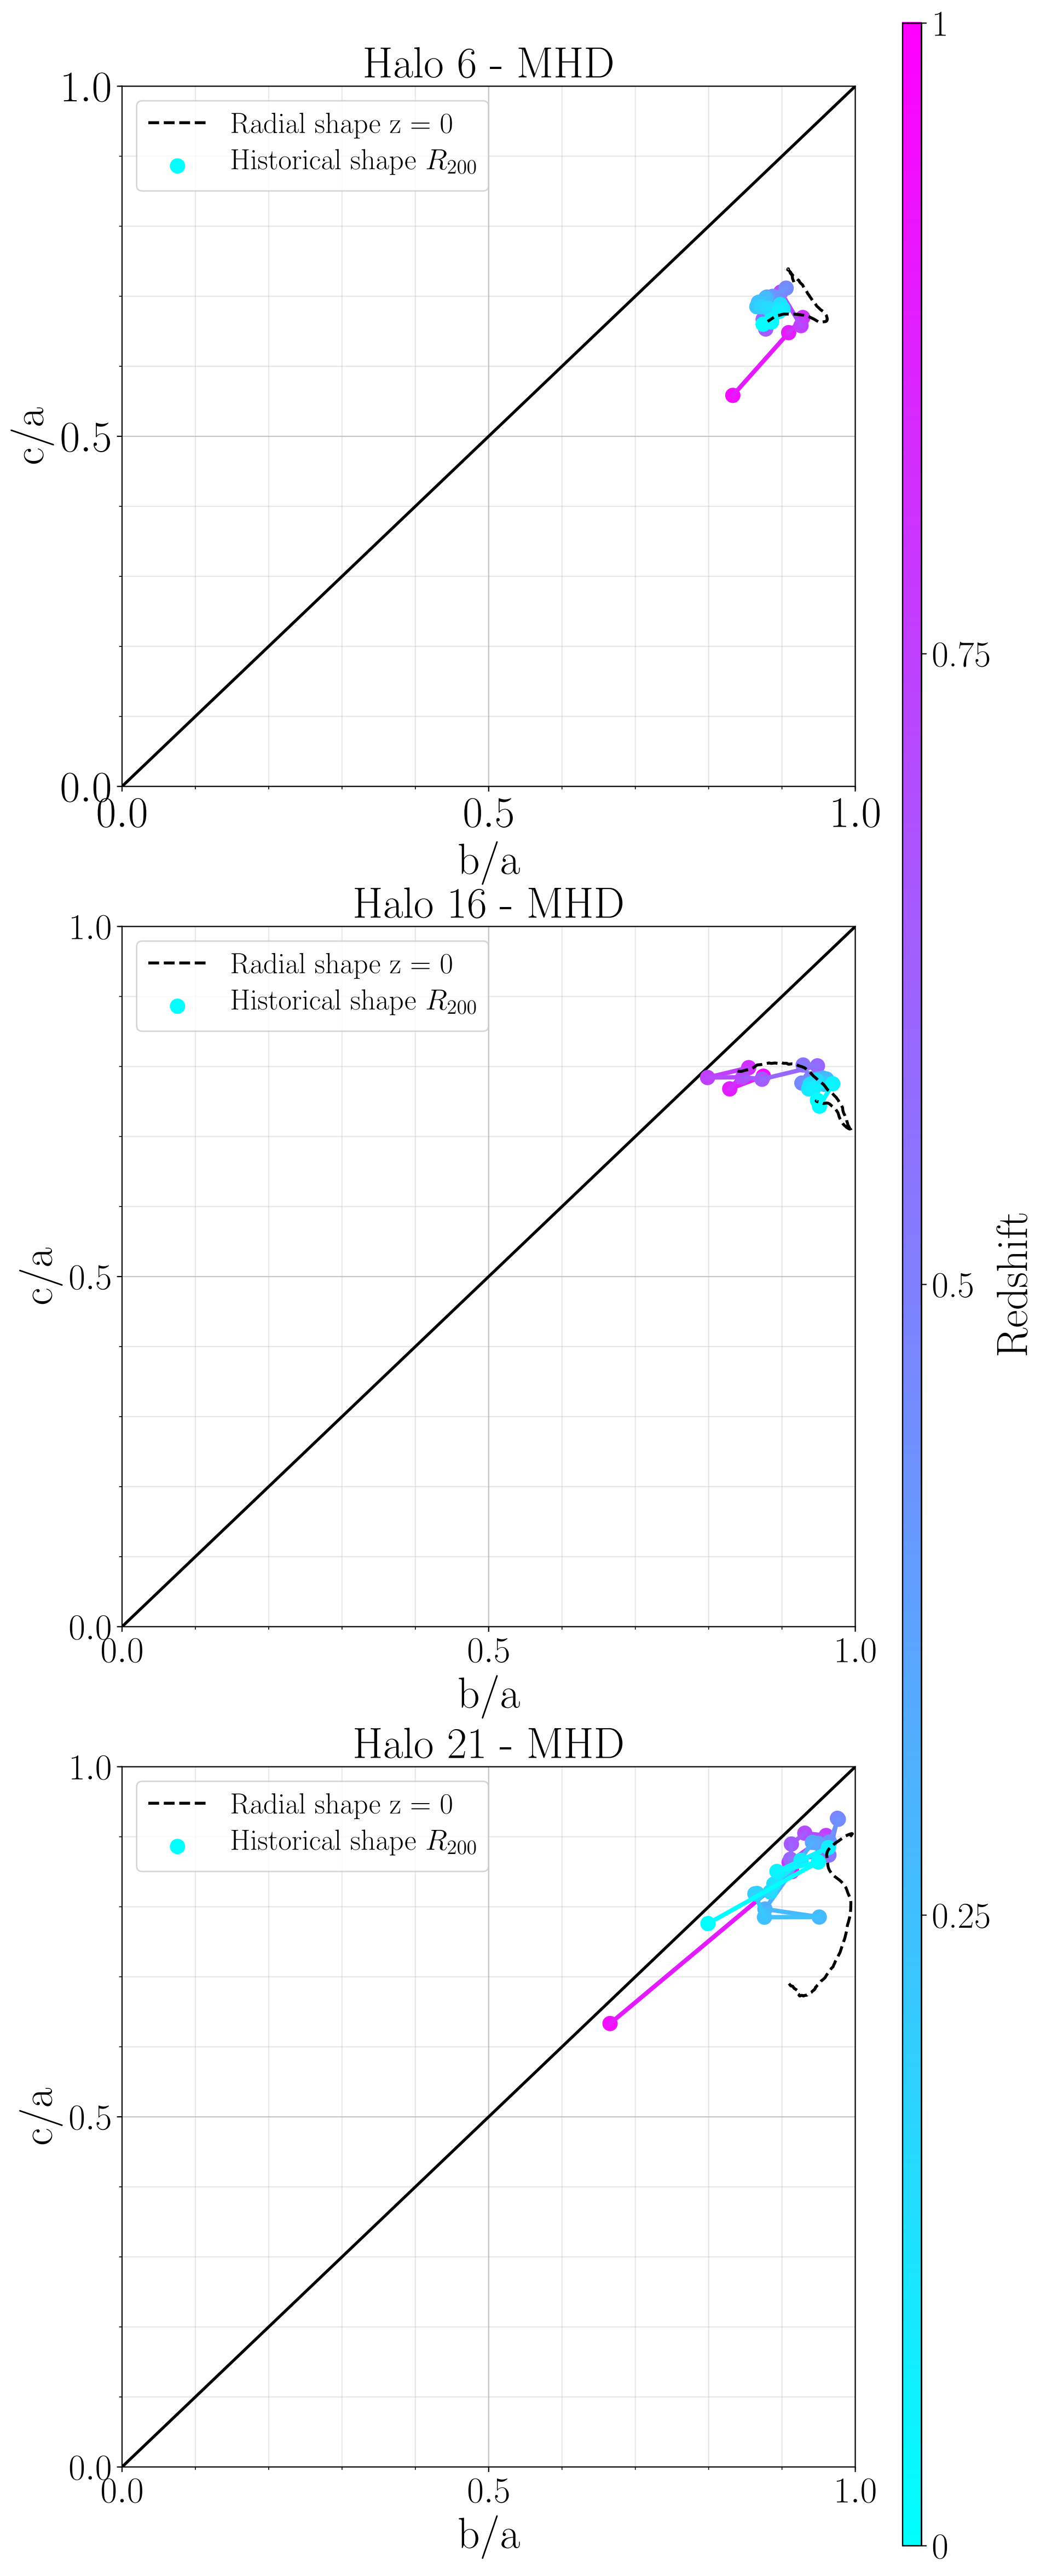 Halo 6 - MHD
1.0
Radial shape z = 0
Historical shape R₂₀₀
c/a
0.5
0.0
0.0 0.5 1.0
b/a
Halo 16 - MHD
1.0
Radial shape z = 0
Historical shape R₂₀₀
c/a
0.5
0.0
0.0 0.5 1.0
b/a
Halo 21 - MHD
1.0
Radial shape z = 0
Historical shape R₂₀₀
c/a
0.5
0.0
0.0 0.5 1.0
b/a
1
0.75
0.5
0.25
0
Redshift